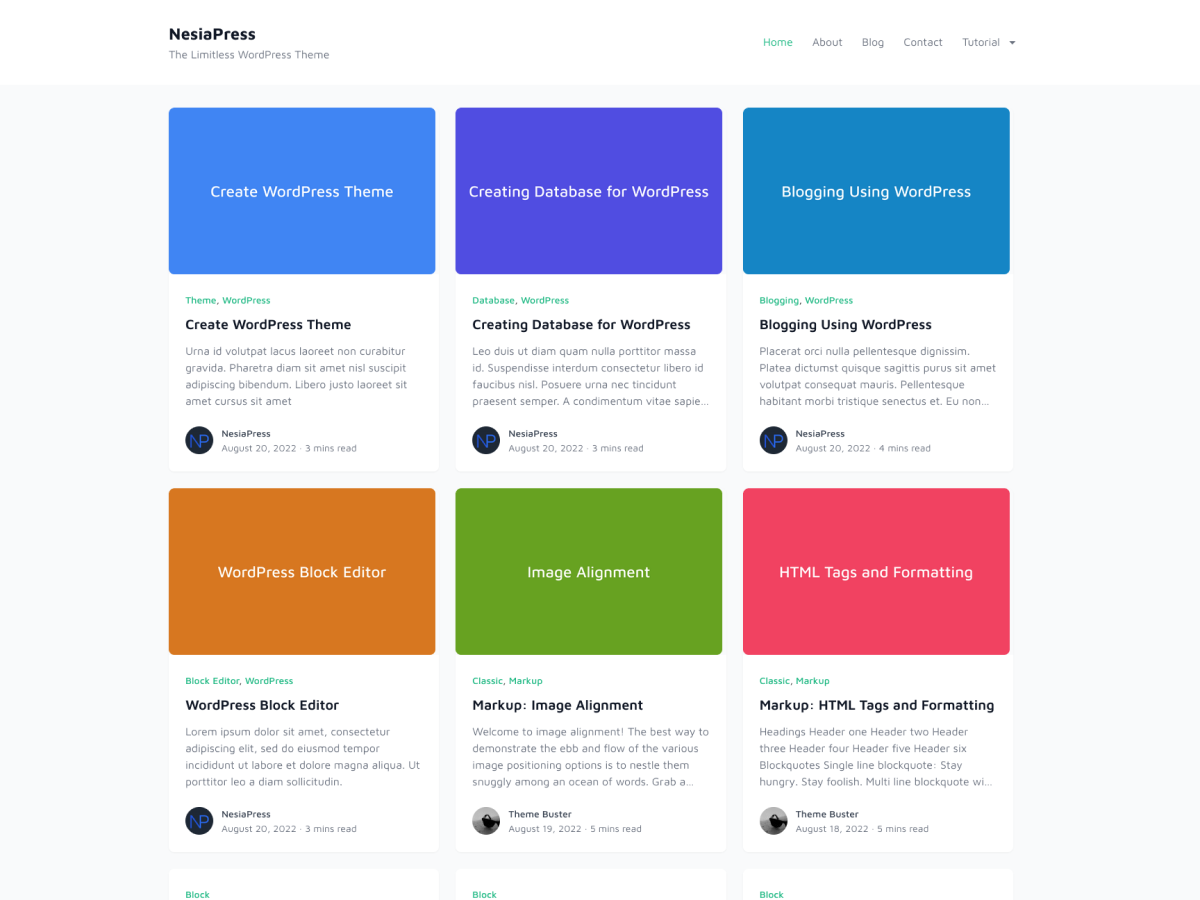 NesiaPress
The Limitless WordPress Theme
Home About Blog Contact Tutorial
Create WordPress Theme
Creating Database for WordPress
Blogging Using WordPress
Theme, WordPress
Create WordPress Theme
Urna id volutpat lacus laoreet non curabitur
gravida. Pharetra diam sit amet nisl suscipit
adipiscing bibendum. Libero justo laoreet sit
amet cursus sit amet
NP
NesiaPress
August 20, 2022 · 3 mins read
Database, WordPress
Creating Database for WordPress
Leo duis ut diam quam nulla porttitor massa
id. Suspendisse interdum consectetur libero id
faucibus nisl. Posuere urna nec tincidunt
praesent semper. A condimentum vitae sapie...
NP
NesiaPress
August 20, 2022 · 3 mins read
Blogging, WordPress
Blogging Using WordPress
Placerat orci nulla pellentesque dignissim.
Platea dictumst quisque sagittis purus sit amet
volutpat consequat mauris. Pellentesque
habitant morbi tristique senectus et. Eu non...
NP
NesiaPress
August 20, 2022 · 4 mins read
WordPress Block Editor
Image Alignment
HTML Tags and Formatting
Block Editor, WordPress
WordPress Block Editor
Lorem ipsum dolor sit amet, consectetur
adipiscing elit, sed do eiusmod tempor
incididunt ut labore et dolore magna aliqua. Ut
porttitor leo a diam sollicitudin.
NP
NesiaPress
August 20, 2022 · 3 mins read
Classic, Markup
Markup: Image Alignment
Welcome to image alignment! The best way to
demonstrate the ebb and flow of the various
image positioning options is to nestle them
snuggly among an ocean of words. Grab a...
Theme Buster
August 19, 2022 · 5 mins read
Classic, Markup
Markup: HTML Tags and Formatting
Headings Header one Header two Header
three Header four Header five Header six
Blockquotes Single line blockquote: Stay
hungry. Stay foolish. Multi line blockquote wi...
Theme Buster
August 18, 2022 · 5 mins read
Block
Block
Block